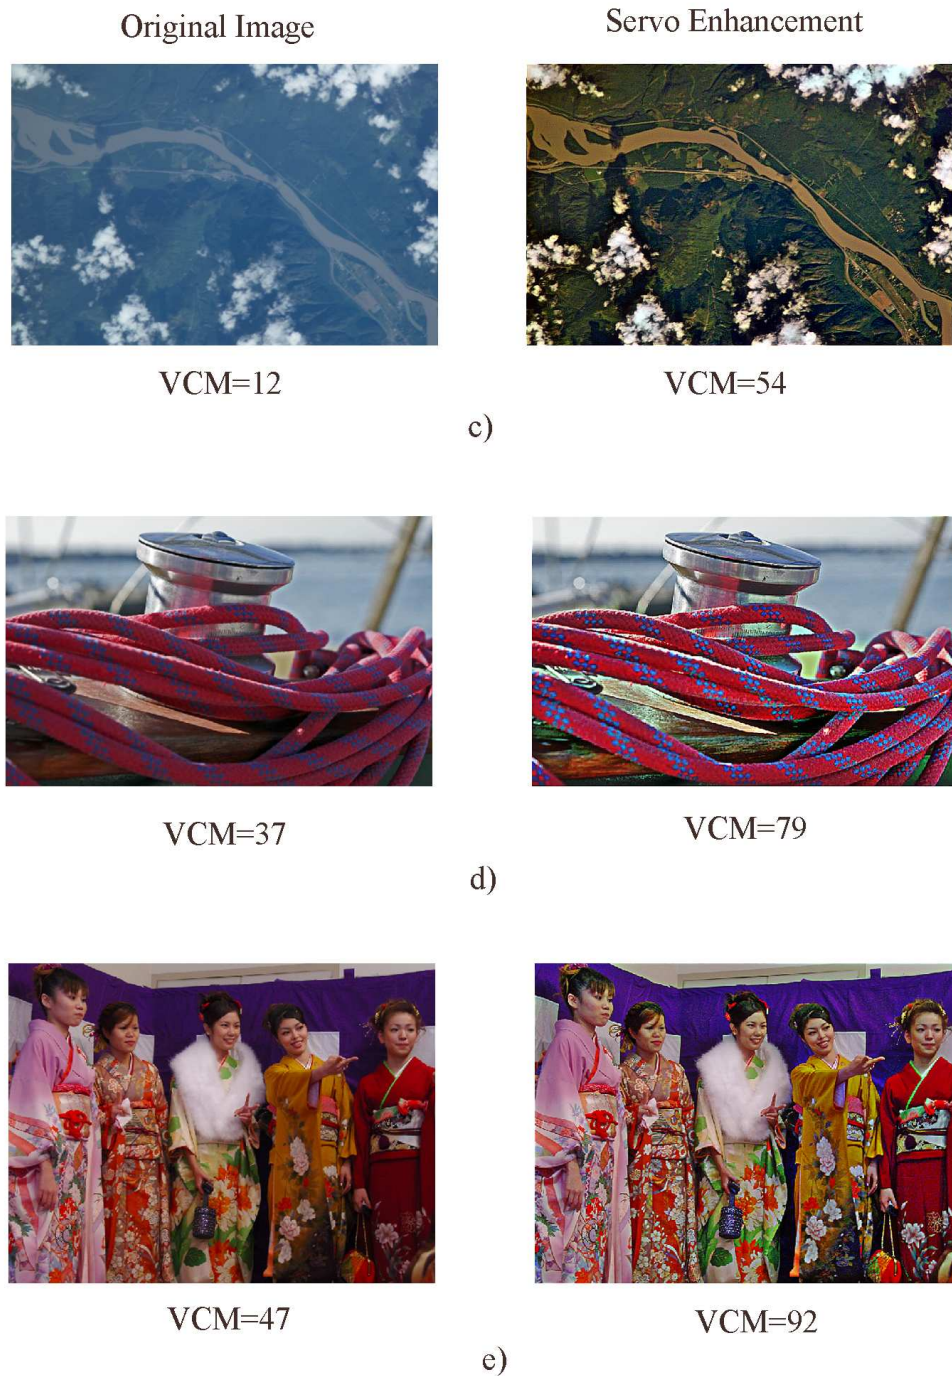 Original Image
Servo Enhancement
VCM=12
VCM=54
c)
VCM=37
VCM=79
d)
VCM=47
VCM=92
e)